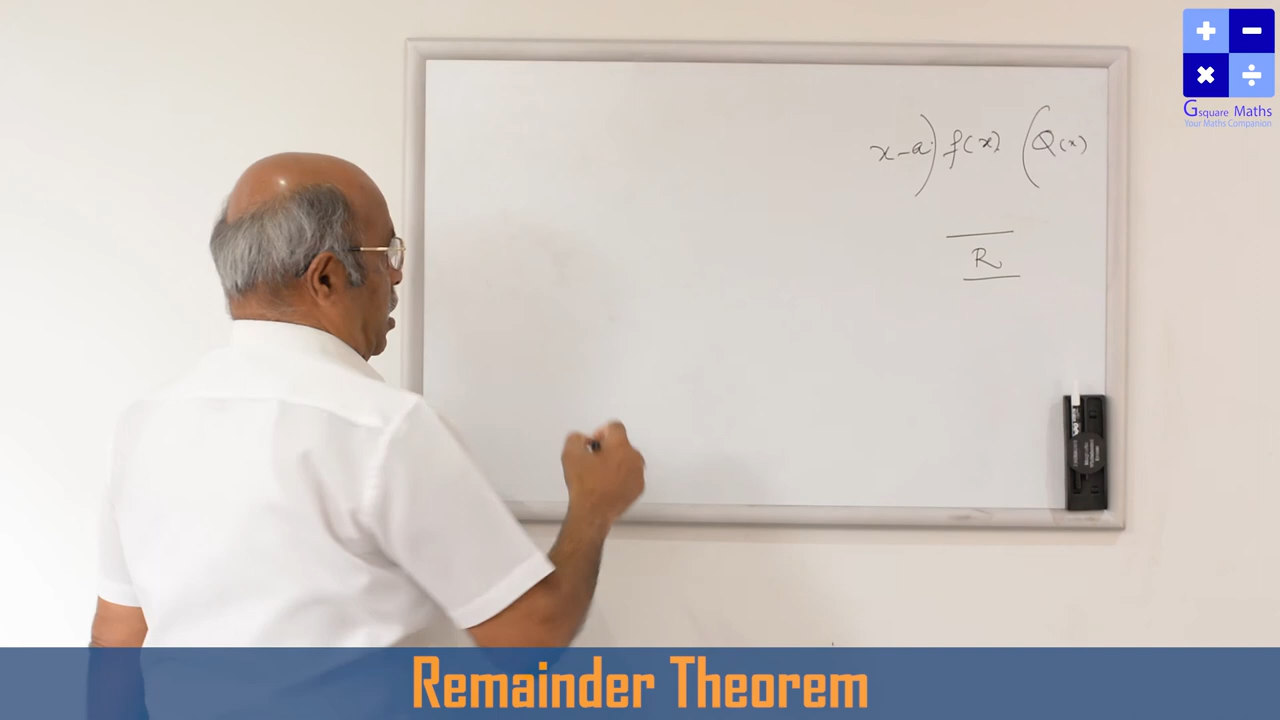 x-a) f(x) (Q(x)
R
+ −
× ÷
Gsquare Maths
Your Maths Companion
Remainder Theorem